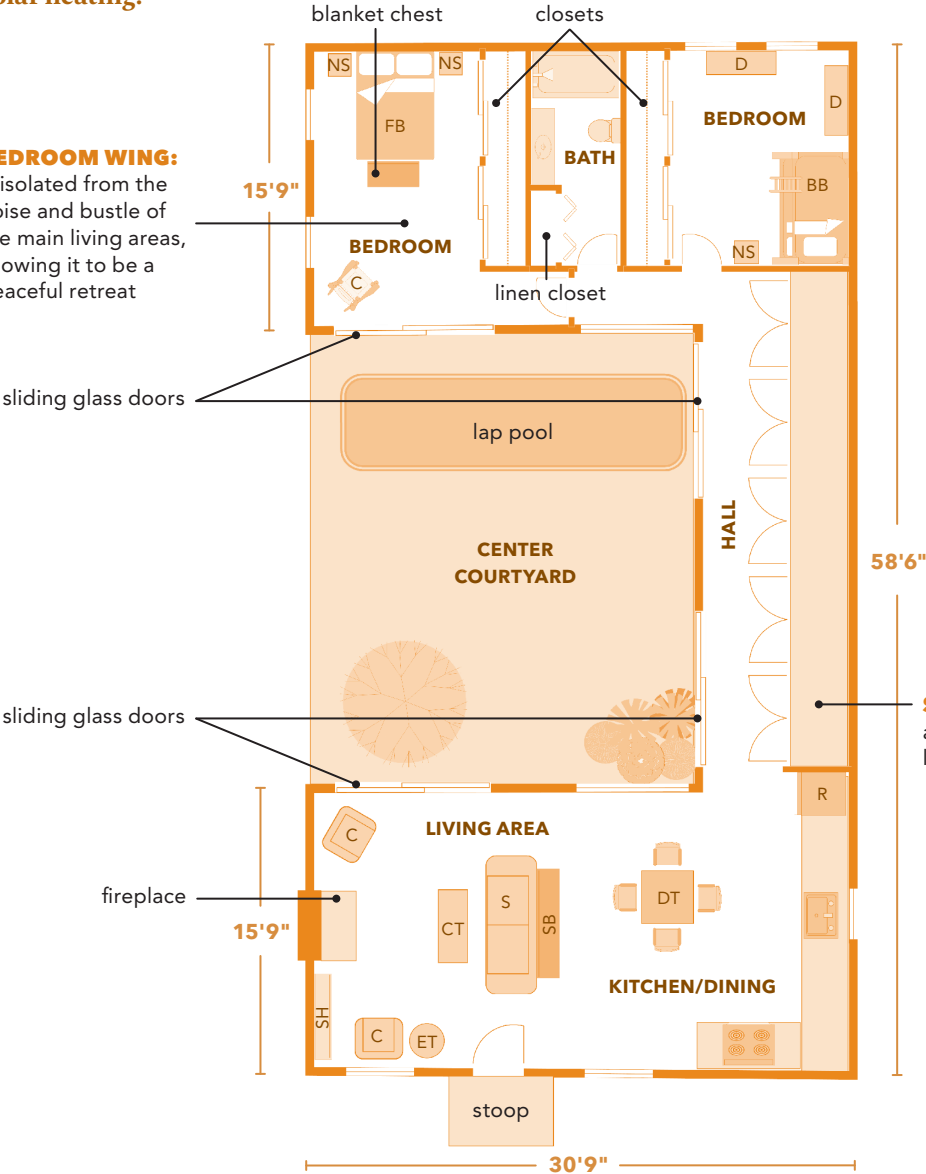 olar heating.
blanket chest
closets
NS
NS
D
D
FB
BEDROOM
BATH
EDROOM WING:
isolated from the
oise and bustle of
e main living areas,
owing it to be a
eaceful retreat
15'9"
BB
BEDROOM
NS
C
linen closet
sliding glass doors
lap pool
HALL
CENTER
COURTYARD
58'6"
sliding glass doors
R
C
LIVING AREA
fireplace
CT
S
SB
DT
15'9"
KITCHEN/DINING
SH
C
ET
stoop
30'9"